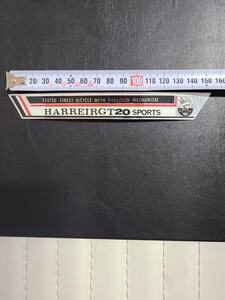 20 30 40 50 60 70 80 90 100 110 120 130 140 150 160
TESTED FINEST BICYCLE WITH PRECISION MECHANISM
HARREIRGT20 SPORTS